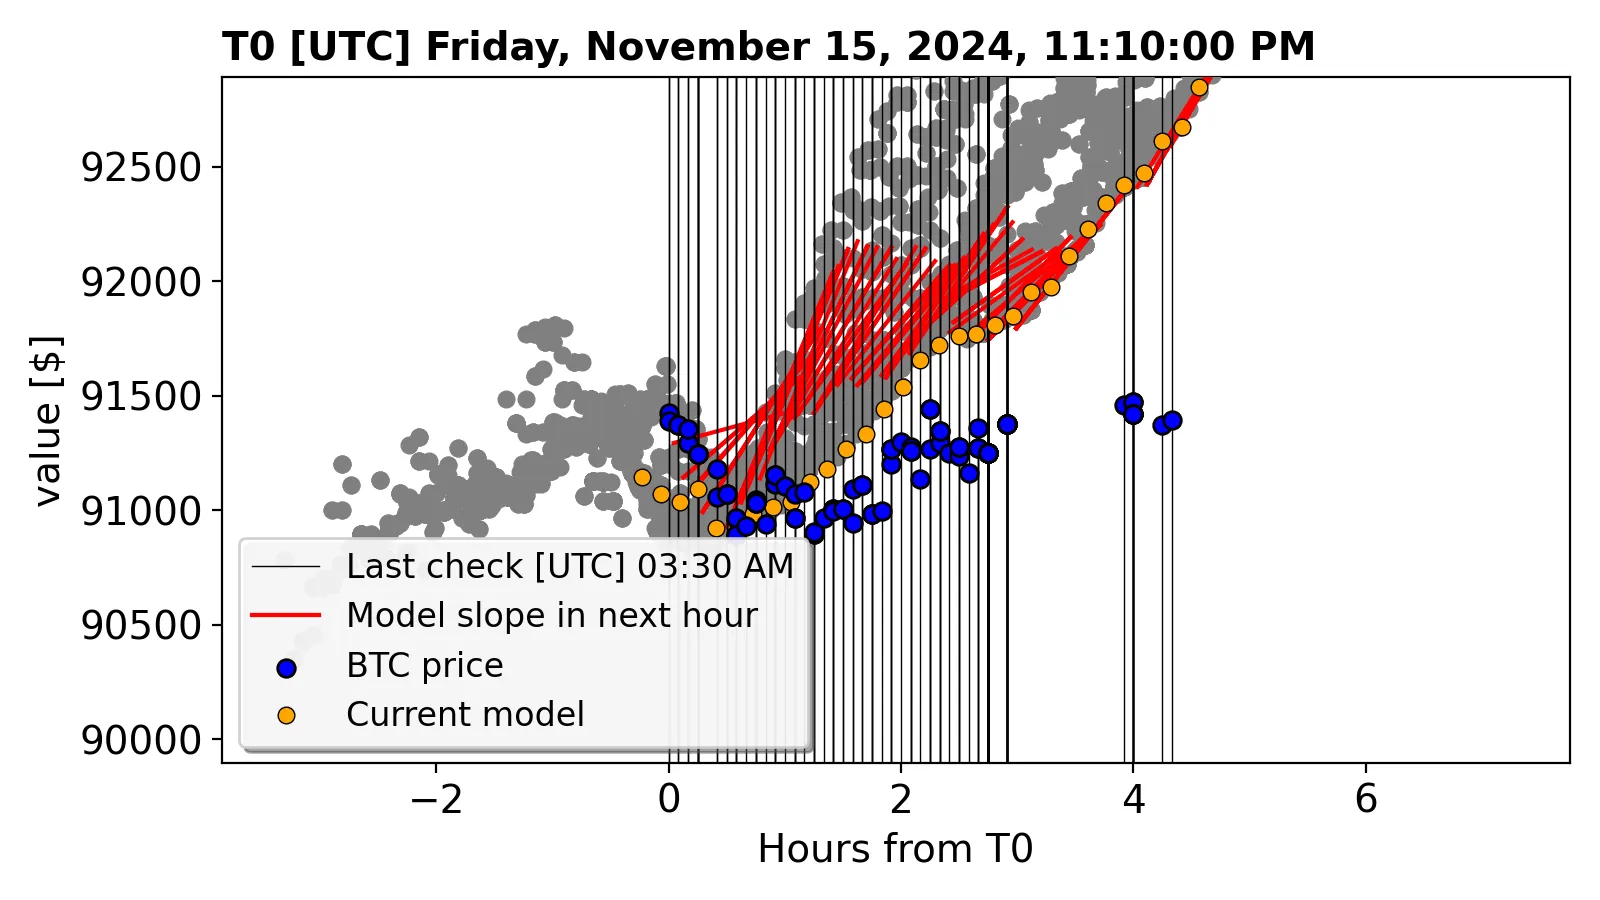 T0 [UTC] Friday, November 15, 2024, 11:10:00 PM
value [$]
92500
92000
91500
91000
90500
90000
Last check [UTC] 03:30 AM
Model slope in next hour
BTC price
Current model
−2 0 2 4 6
Hours from T0